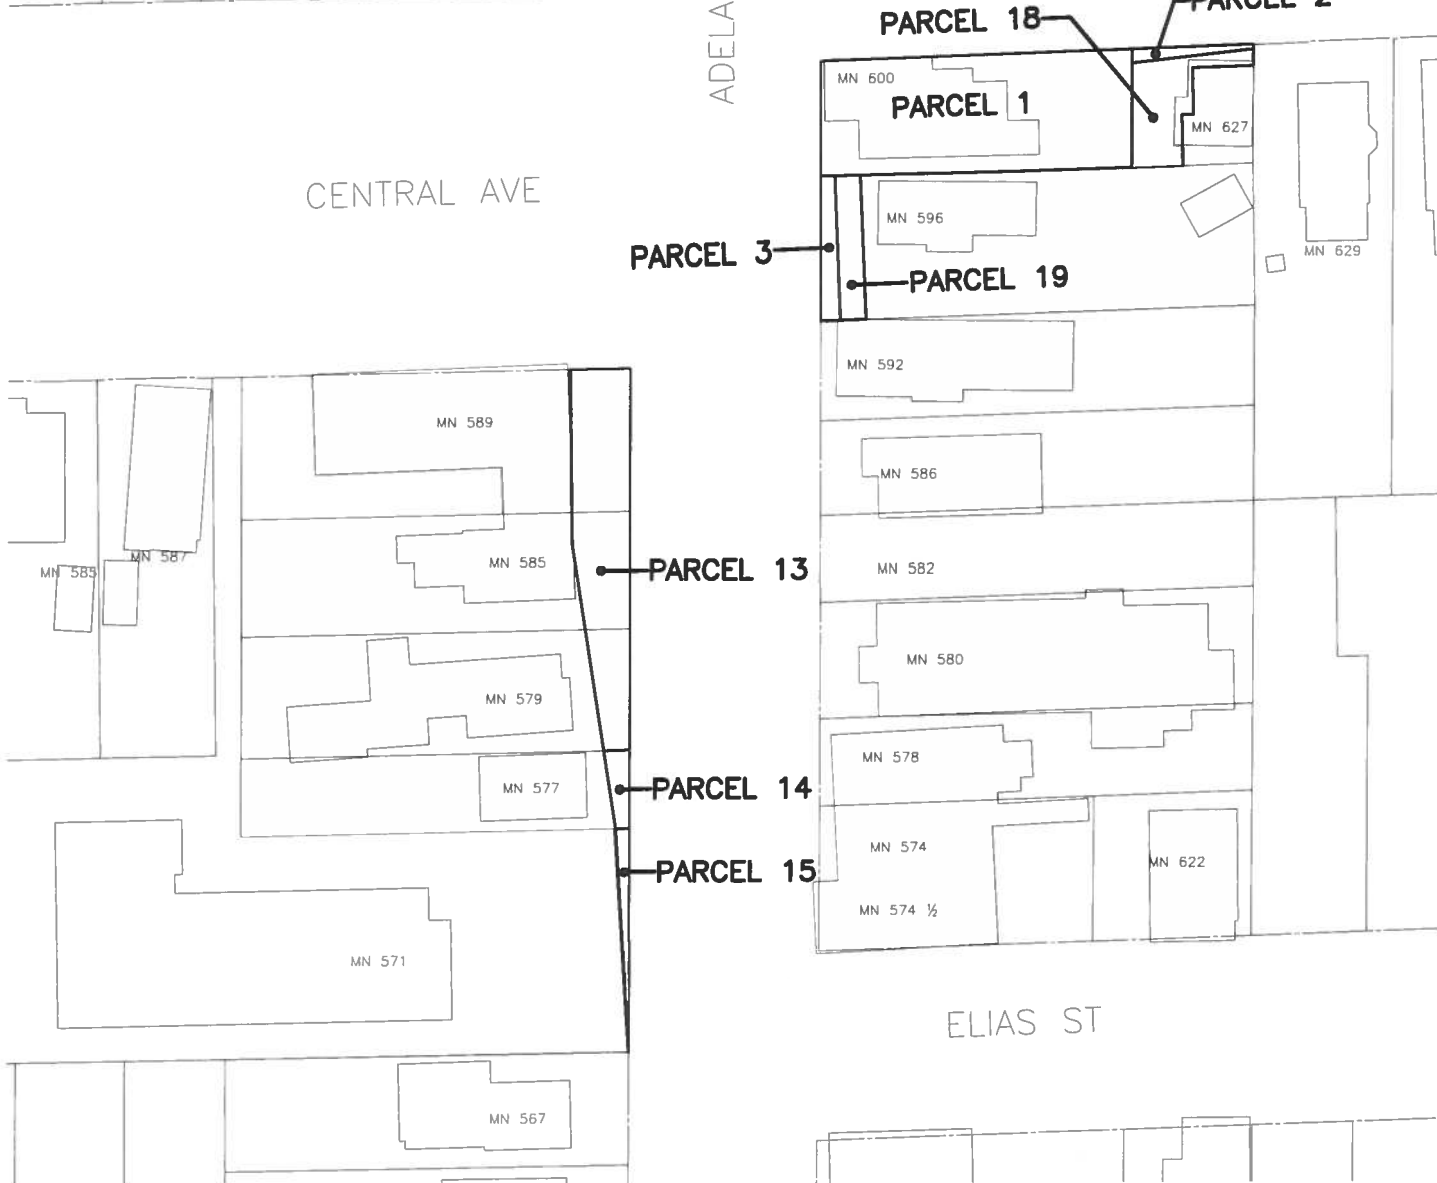 ADELA
PARCEL 18
PARCEL 2
MN 600
PARCEL 1
MN 627
CENTRAL AVE
MN 596
PARCEL 3
PARCEL 19
MN 629
MN 592
MN 589
MN 586
MN 587
MN 585
MN 585
PARCEL 13
MN 582
MN 580
MN 579
MN 578
MN 577
PARCEL 14
MN 574
MN 622
PARCEL 15
MN 574 ½
MN 571
ELIAS ST
MN 567